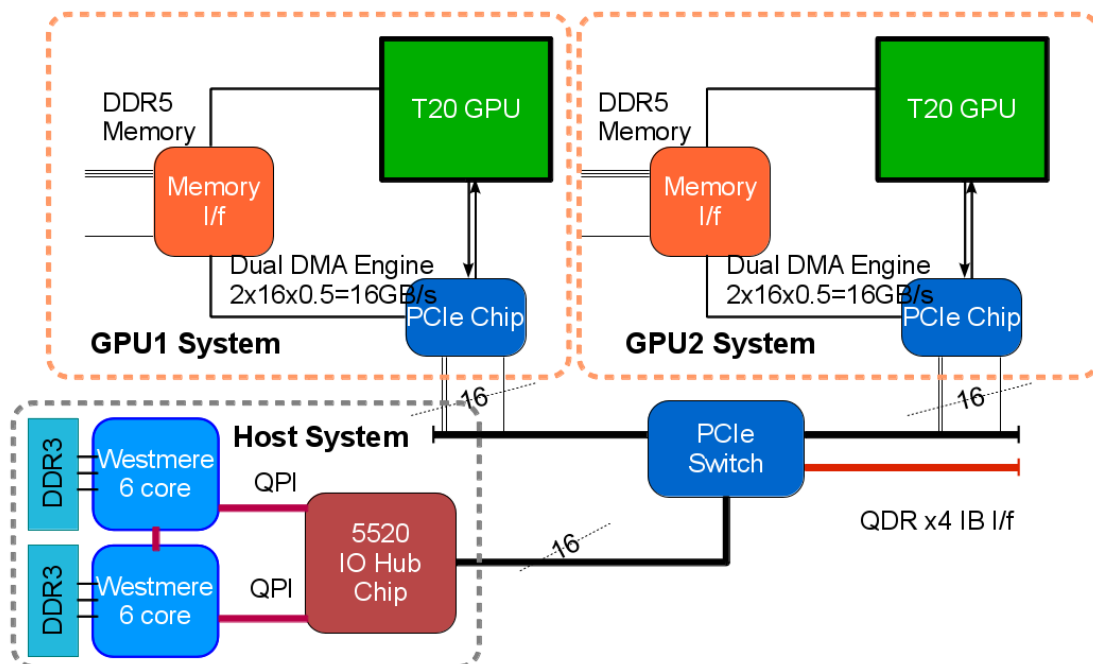 DDR5
Memory
T20 GPU
Memory
I/f
Dual DMA Engine
2x16x0.5=16GB/s
PCIe Chip
GPU1 System
16
DDR5
Memory
T20 GPU
Memory
I/f
Dual DMA Engine
2x16x0.5=16GB/s
PCIe Chip
GPU2 System
16
Host System
DDR3
Westmere
6 core
QPI
DDR3
Westmere
6 core
QPI
5520
IO Hub
Chip
16
PCIe
Switch
QDR x4 IB I/f